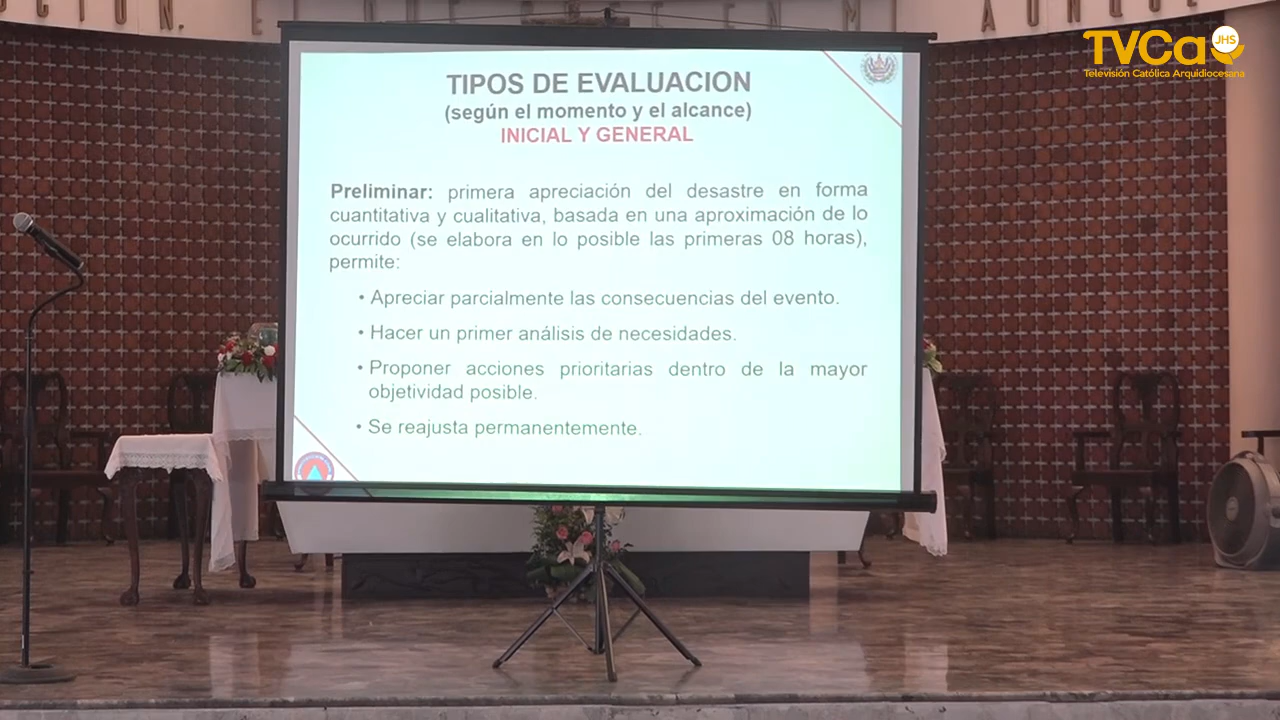 CION. E
EN M
AUNQUE
TVCa
JHS
Televisión Católica Arquidiocesana
TIPOS DE EVALUACION
(según el momento y el alcance)
INICIAL Y GENERAL
Preliminar: primera apreciación del desastre en forma
cuantitativa y cualitativa, basada en una aproximación de lo
ocurrido (se elabora en lo posible las primeras 08 horas),
permite:
• Apreciar parcialmente las consecuencias del evento.
• Hacer un primer análisis de necesidades.
• Proponer acciones prioritarias dentro de la mayor
objetividad posible.
• Se reajusta permanentemente.